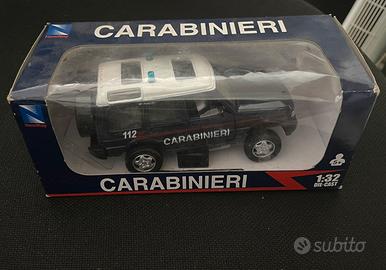 CARABINIERI
112
CARABINIERI
CARABINIERI
1:32
DIE-CAST
subito